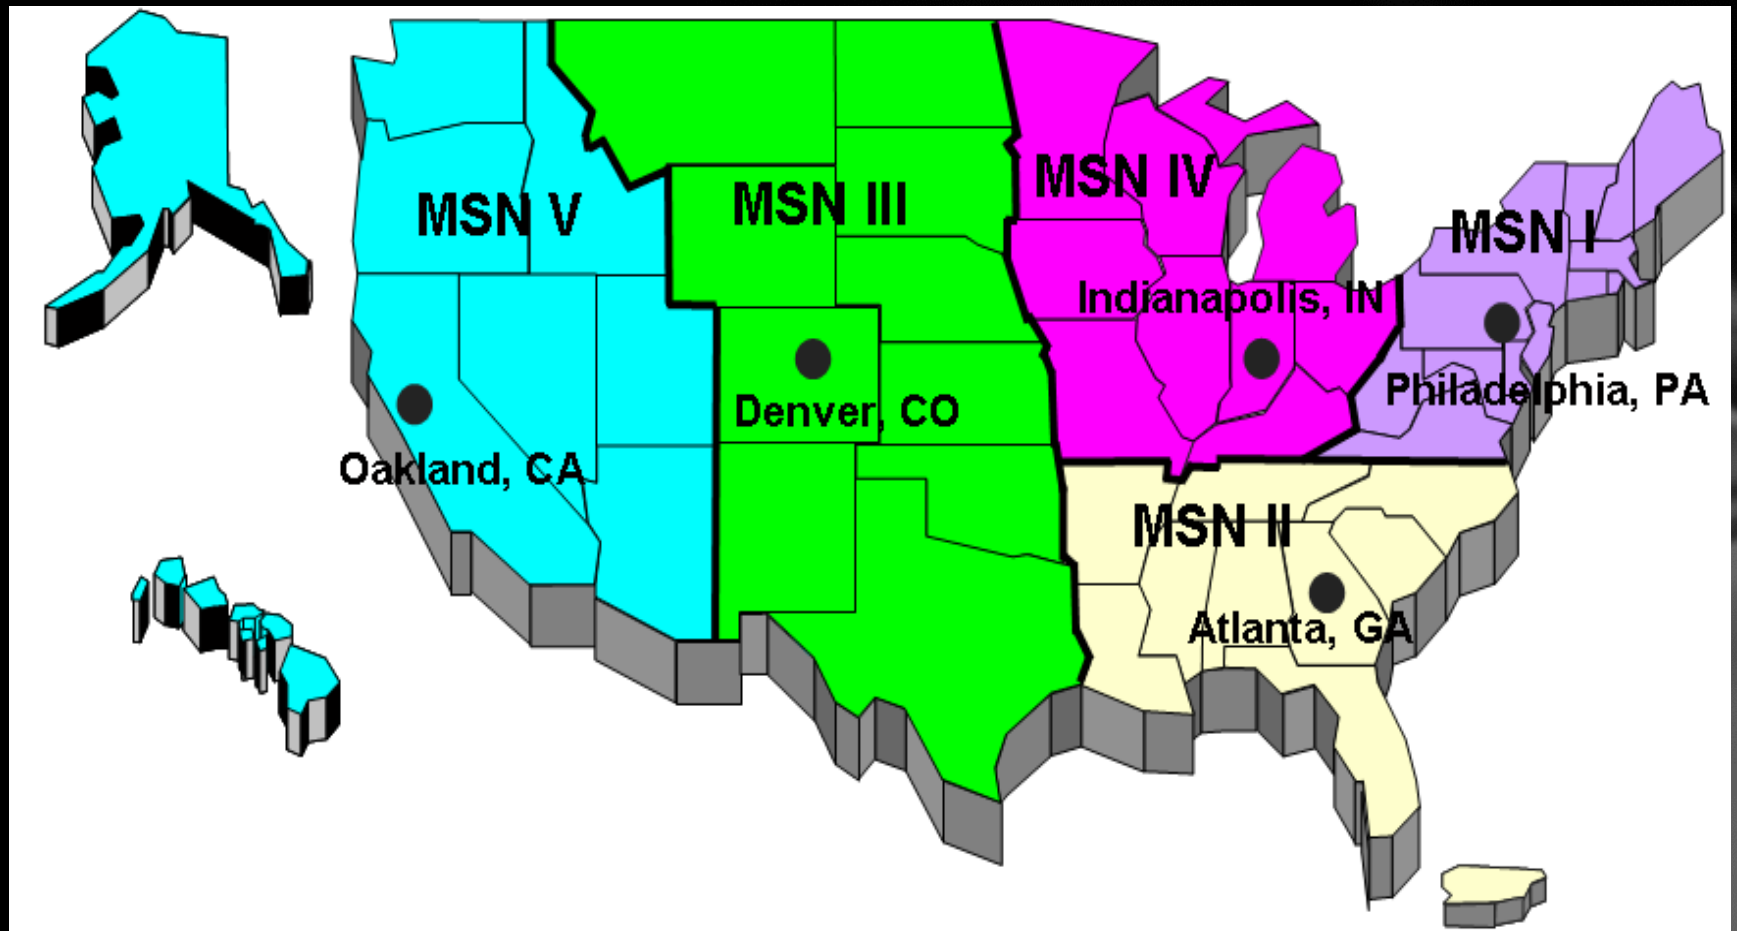 MSN V
MSN III
MSN IV
MSN I
Indianapolis, IN
Philadelphia, PA
Denver, CO
Oakland, CA
MSN II
Atlanta, GA